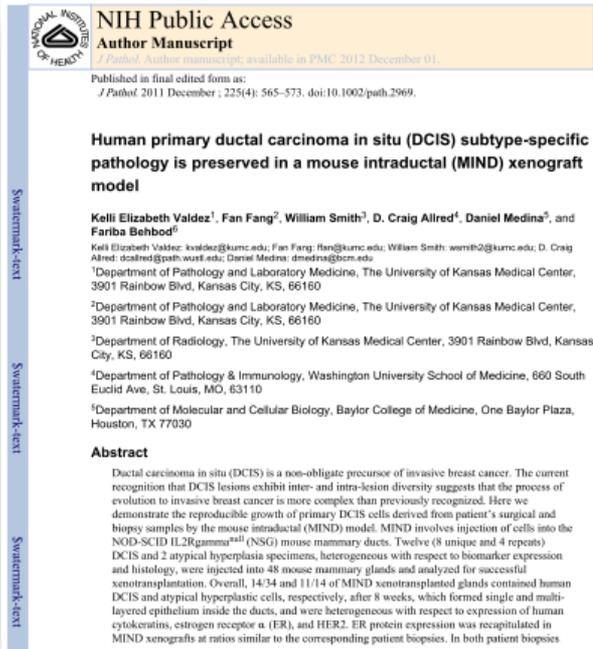 NATIONAL INSTITUTES OF HEALTH
NIH Public Access
Author Manuscript
J Pathol. Author manuscript; available in PMC 2012 December 01.
Published in final edited form as:
J Pathol. 2011 December ; 225(4): 565–573. doi:10.1002/path.2969.
Human primary ductal carcinoma in situ (DCIS) subtype-specific
pathology is preserved in a mouse intraductal (MIND) xenograft
model
Kelli Elizabeth Valdez1, Fan Fang2, William Smith3, D. Craig Allred4, Daniel Medina5, and
Fariba Behbod6
Kelli Elizabeth Valdez: kvaldez@kumc.edu; Fan Fang: ffan@kumc.edu; William Smith: wsmith2@kumc.edu; D. Craig
Allred: dcallred@path.wustl.edu; Daniel Medina: dmedina@bcm.edu
1Department of Pathology and Laboratory Medicine, The University of Kansas Medical Center,
3901 Rainbow Blvd, Kansas City, KS, 66160
2Department of Pathology and Laboratory Medicine, The University of Kansas Medical Center,
3901 Rainbow Blvd, Kansas City, KS, 66160
3Department of Radiology, The University of Kansas Medical Center, 3901 Rainbow Blvd, Kansas
City, KS, 66160
4Department of Pathology & Immunology, Washington University School of Medicine, 660 South
Euclid Ave, St. Louis, MO, 63110
5Department of Molecular and Cellular Biology, Baylor College of Medicine, One Baylor Plaza,
Houston, TX 77030
Abstract
Ductal carcinoma in situ (DCIS) is a non-obligate precursor of invasive breast cancer. The current
recognition that DCIS lesions exhibit inter- and intra-lesion diversity suggests that the process of
evolution to invasive breast cancer is more complex than previously recognized. Here we
demonstrate the reproducible growth of primary DCIS cells derived from patient's surgical and
biopsy samples by the mouse intraductal (MIND) model. MIND involves injection of cells into the
NOD-SCID IL2Rgammanull (NSG) mouse mammary ducts. Twelve (8 unique and 4 repeats)
DCIS and 2 atypical hyperplasia specimens, heterogeneous with respect to biomarker expression
and histology, were injected into 48 mouse mammary glands and analyzed for successful
xenotransplantation. Overall, 14/34 and 11/14 of MIND xenotransplanted glands contained human
DCIS and atypical hyperplastic cells, respectively, after 8 weeks, which formed single and multi-
layered epithelium inside the ducts, and were heterogeneous with respect to expression of human
cytokeratins, estrogen receptor α (ER), and HER2. ER protein expression was recapitulated in
MIND xenografts at ratios similar to the corresponding patient biopsies. In both patient biopsies
$watermark-text
$watermark-text
$watermark-text